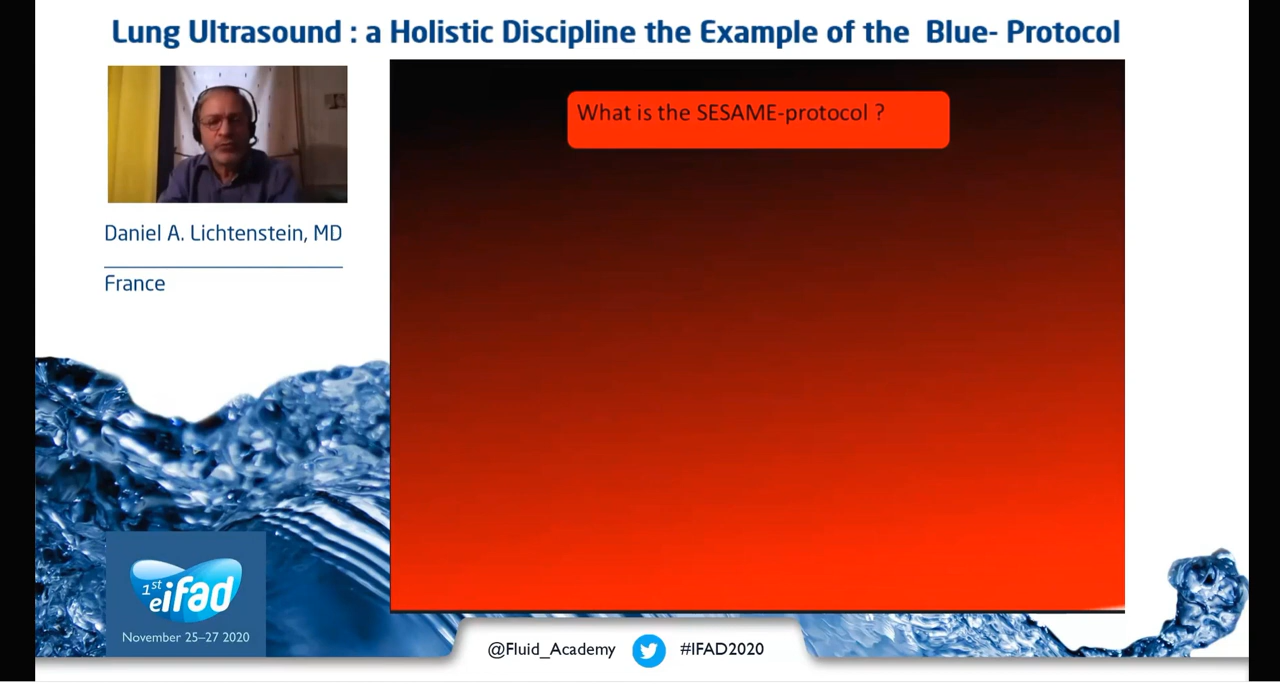 Lung Ultrasound : a Holistic Discipline the Example of the Blue- Protocol
What is the SESAME-protocol ?
Daniel A. Lichtenstein, MD
France
1st
eifad
November 25–27 2020
@Fluid_Academy #IFAD2020